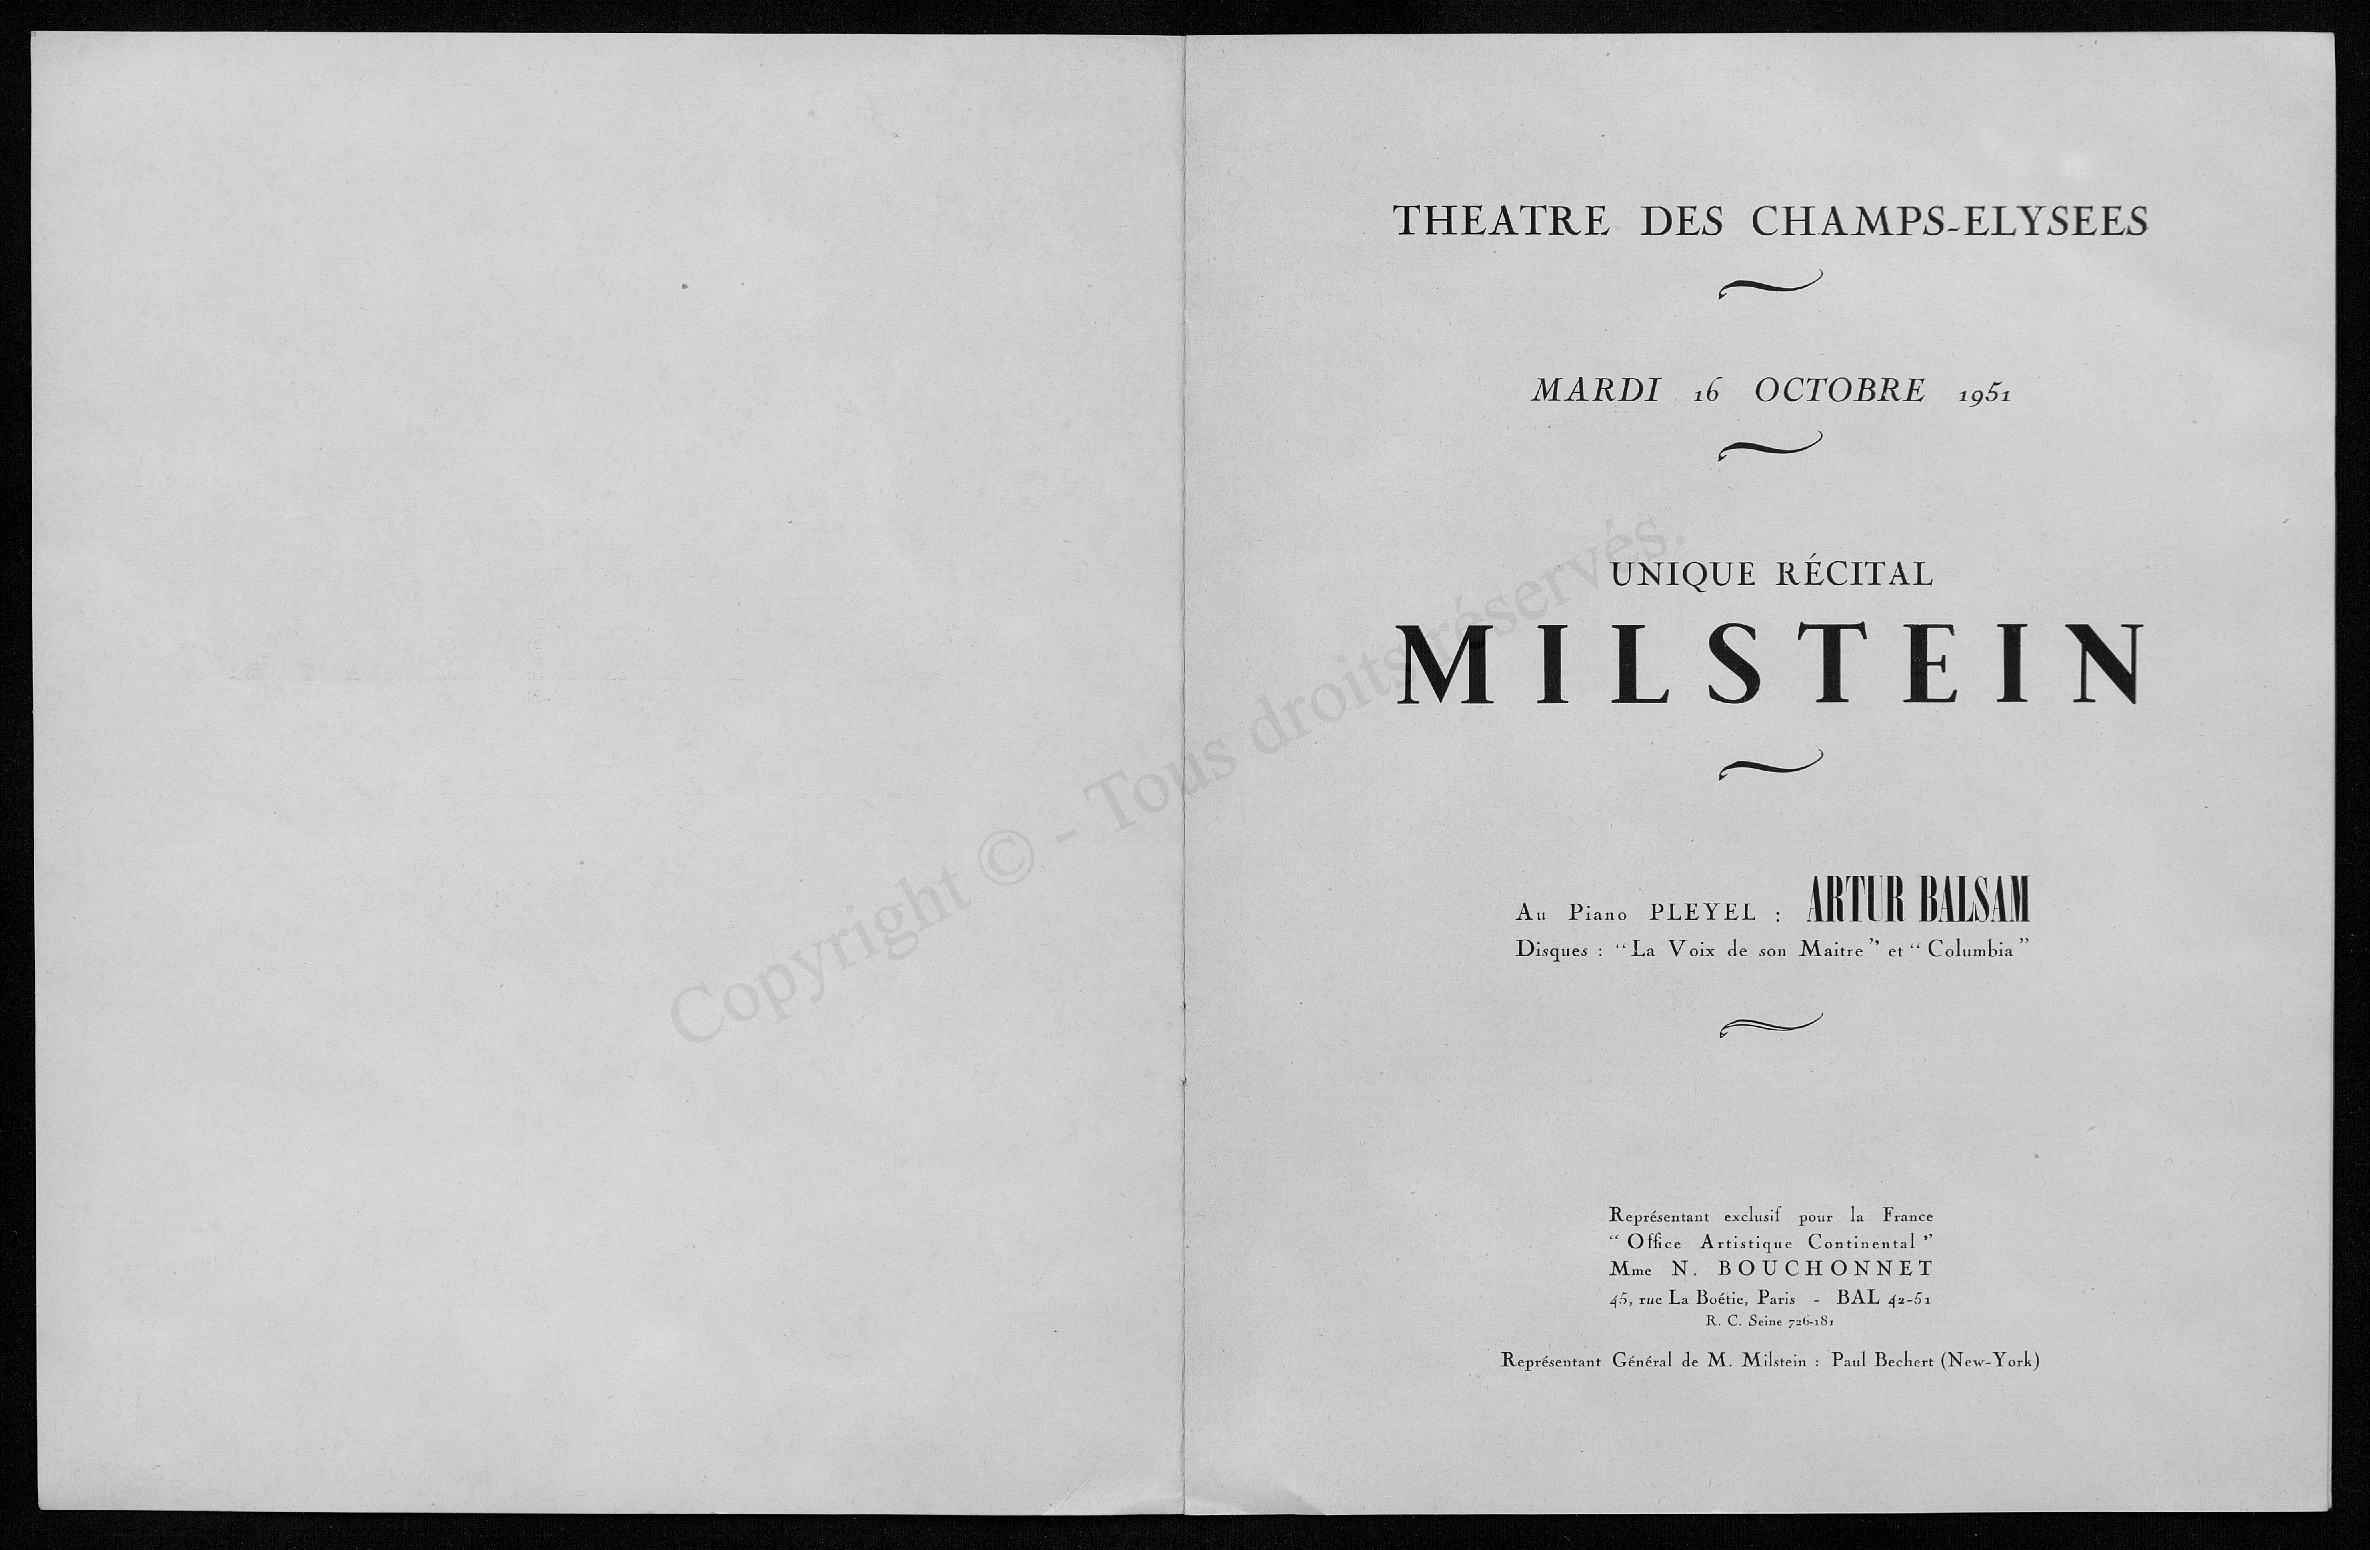 THEATRE DES CHAMPS-ELYSEES
MARDI 16 OCTOBRE 1951
UNIQUE RÉCITAL
MILSTEIN
Au Piano PLEYEL : ARTUR BALSAM
Disques : “La Voix de son Maitre” et “Columbia”
Représentant exclusif pour la France
“Office Artistique Continental”
Mme N. BOUCHONNET
45, rue La Boétie, Paris - BAL 42-51
R. C. Seine 726-181
Représentant Général de M. Milstein : Paul Bechert (New-York)
Copyright © - Tous droits réservés.